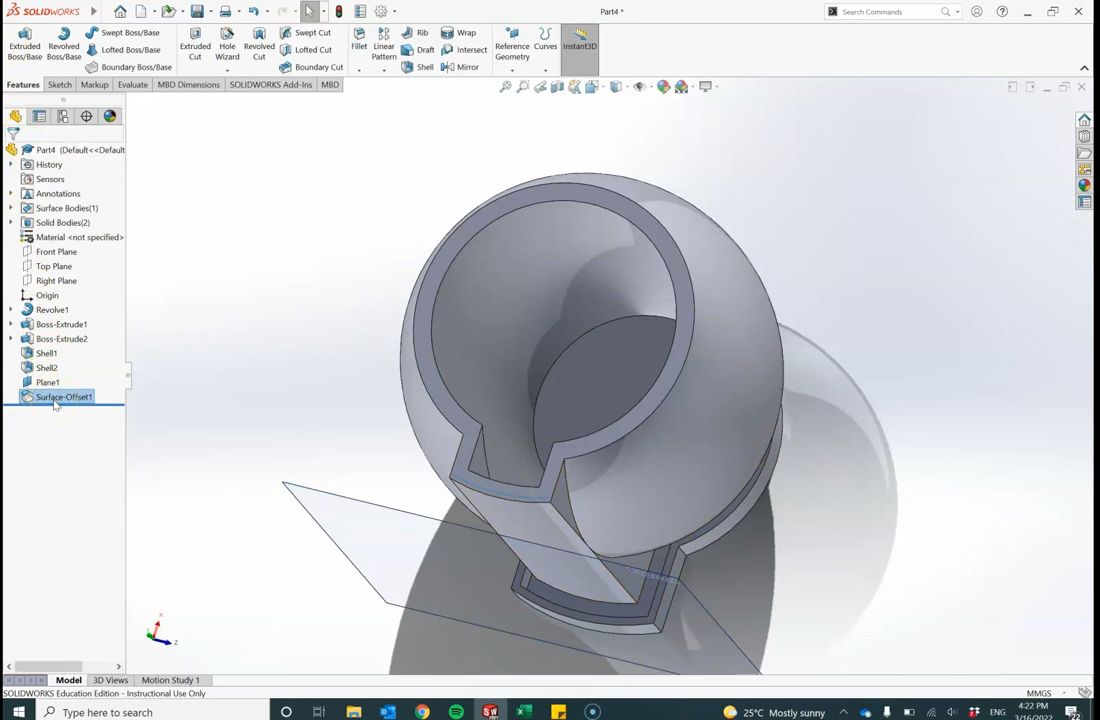 SOLIDWORKS
Part4 *
Search Commands
Extruded Boss/Base
Revolved Boss/Base
Swept Boss/Base
Lofted Boss/Base
Boundary Boss/Base
Extruded Cut
Hole Wizard
Revolved Cut
Swept Cut
Lofted Cut
Boundary Cut
Fillet
Linear Pattern
Rib
Draft
Shell
Wrap
Intersect
Mirror
Reference Geometry
Curves
Instant3D
Features
Sketch
Markup
Evaluate
MBD Dimensions
SOLIDWORKS Add-Ins
MBD
Part4 (Default<<Default
History
Sensors
Annotations
Surface Bodies(1)
Solid Bodies(2)
Material <not specified>
Front Plane
Top Plane
Right Plane
Origin
Revolve1
Boss-Extrude1
Boss-Extrude2
Shell1
Shell2
Plane1
Surface-Offset1
X
Z
Model
3D Views
Motion Study 1
SOLIDWORKS Education Edition - Instructional Use Only
MMGS
Type here to search
25°C Mostly sunny
4:22 PM
3/16/2022
22